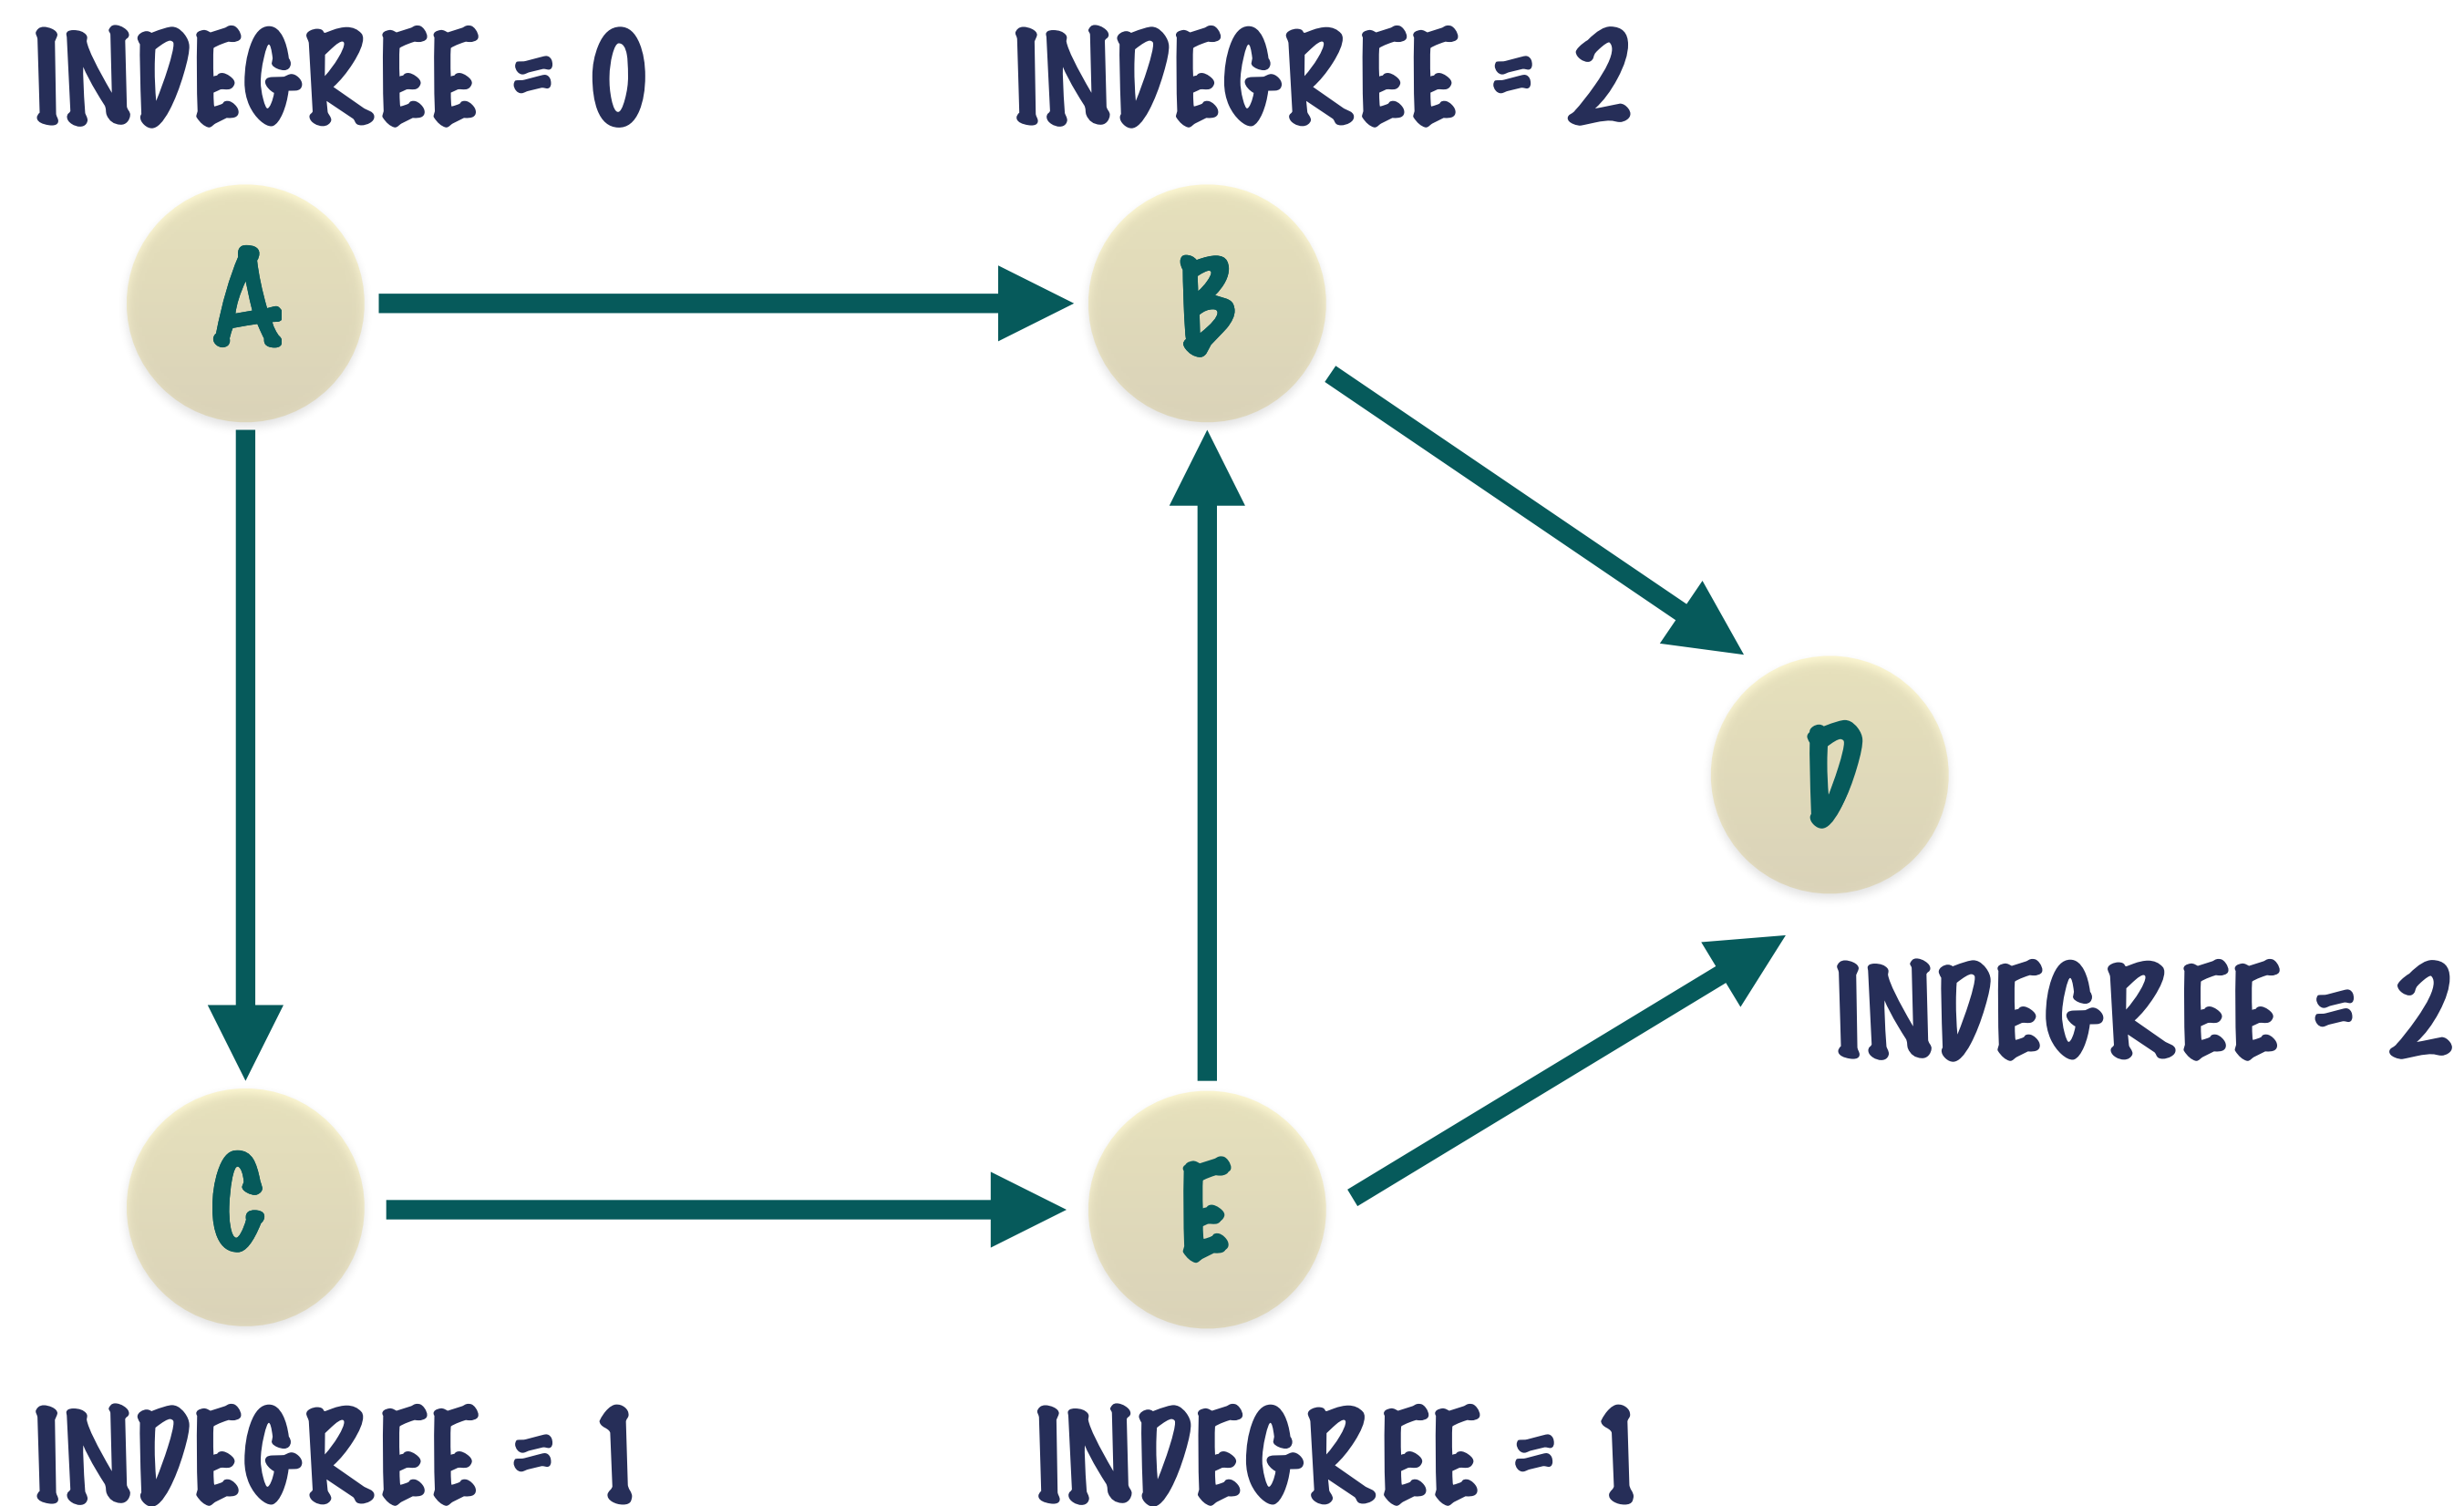 INDEGREE = 0
INDEGREE = 2
A
B
D
INDEGREE = 2
C
E
INDEGREE = 1
INDEGREE = 1